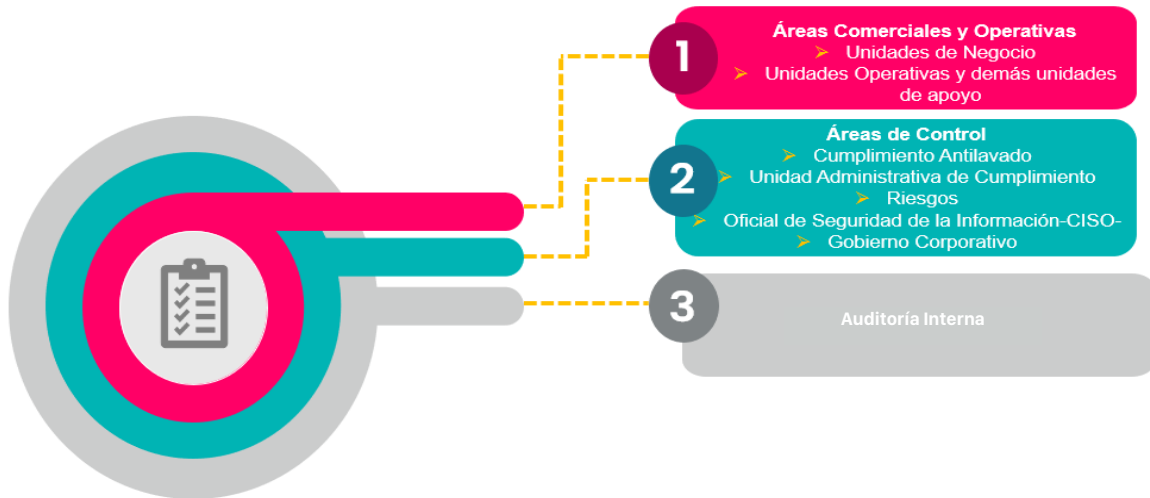 1
Áreas Comerciales y Operativas
➢ Unidades de Negocio
➢ Unidades Operativas y demás unidades
de apoyo
2
Áreas de Control
➢ Cumplimiento Antilavado
➢ Unidad Administrativa de Cumplimiento
➢ Riesgos
➢ Oficial de Seguridad de la Información-CISO-
➢ Gobierno Corporativo
3
Auditoría Interna